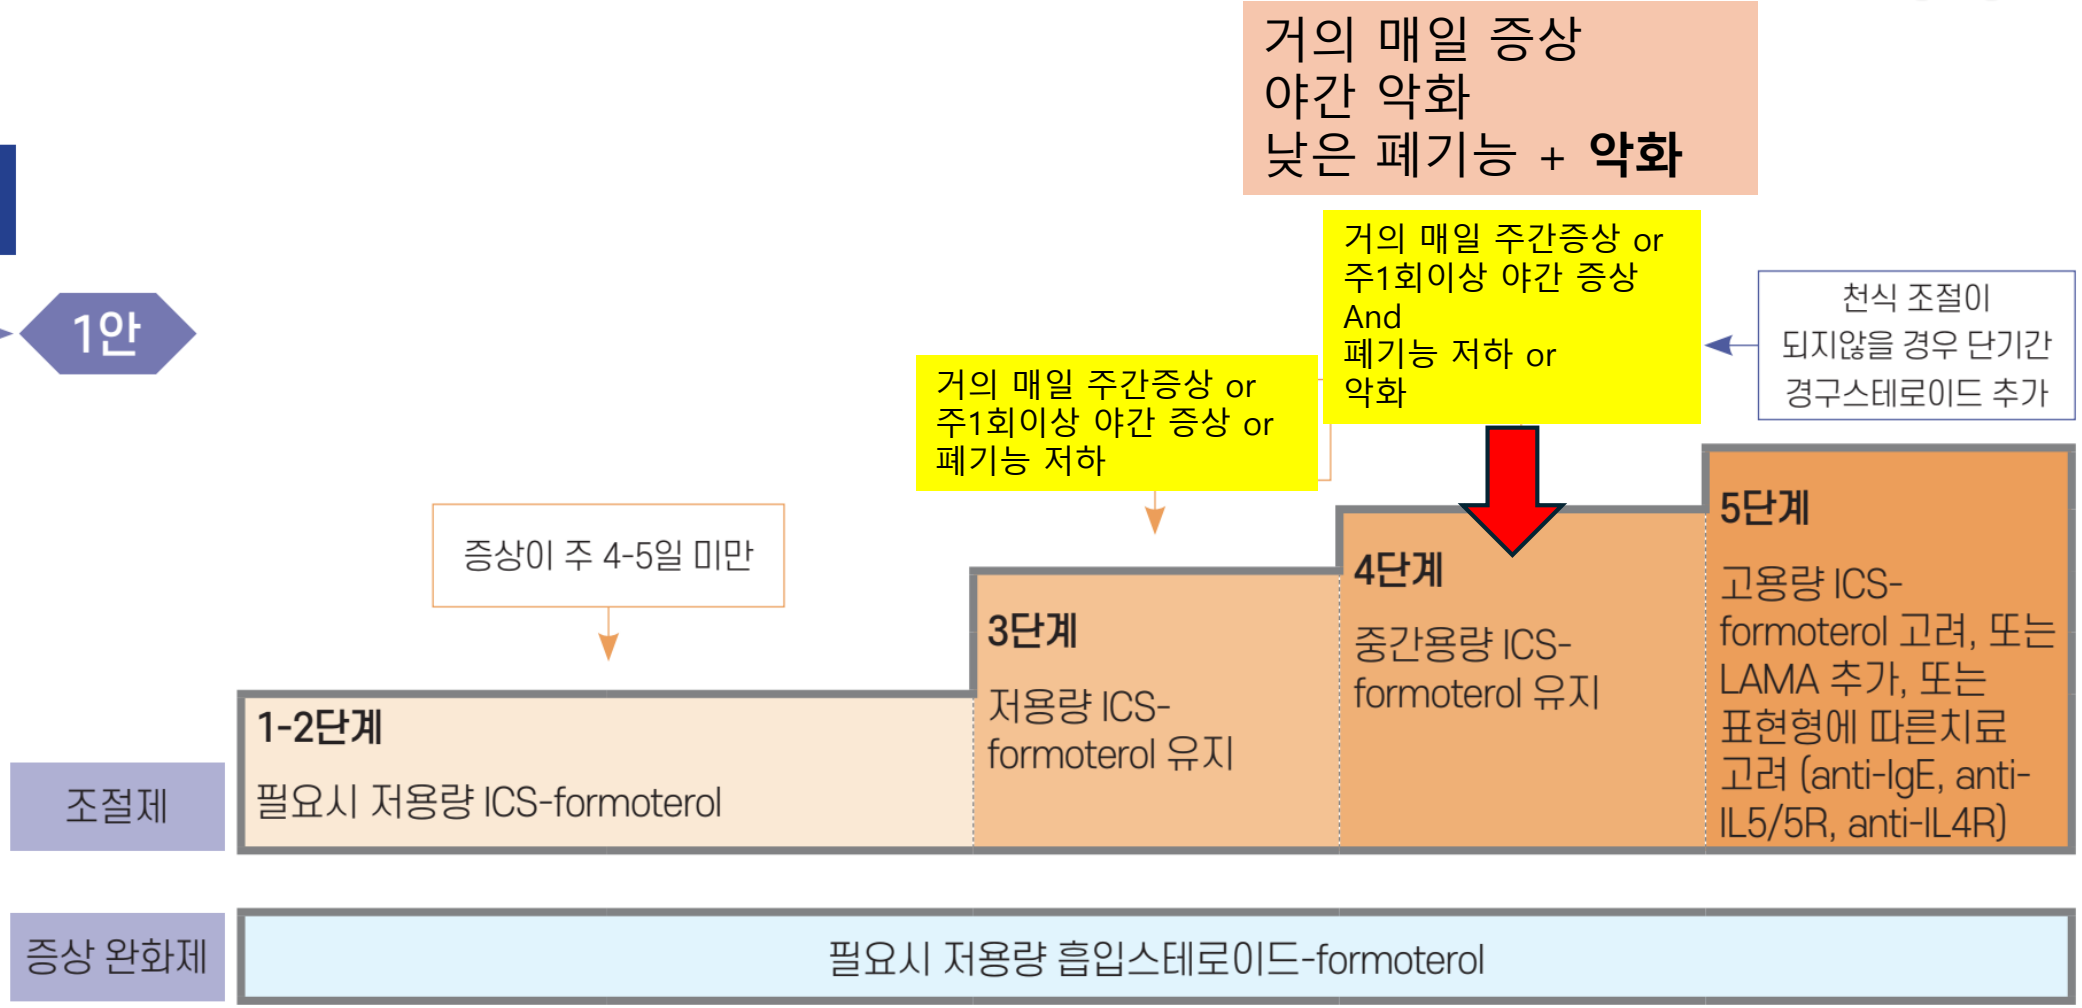 거의 매일 증상
야간 악화
낮은 폐기능 + 악화
1안
거의 매일 주간증상 or
주1회이상 야간 증상
And
폐기능 저하 or
악화
천식 조절이
되지않을 경우 단기간
경구스테로이드 추가
거의 매일 주간증상 or
주1회이상 야간 증상 or
폐기능 저하
증상이 주 4-5일 미만
조절제
1-2단계
필요시 저용량 ICS-formoterol
3단계
저용량 ICS-
formoterol 유지
4단계
중간용량 ICS-
formoterol 유지
5단계
고용량 ICS-
formoterol 고려, 또는
LAMA 추가, 또는
표현형에 따른치료
고려 (anti-IgE, anti-
IL5/5R, anti-IL4R)
증상 완화제
필요시 저용량 흡입스테로이드-formoterol